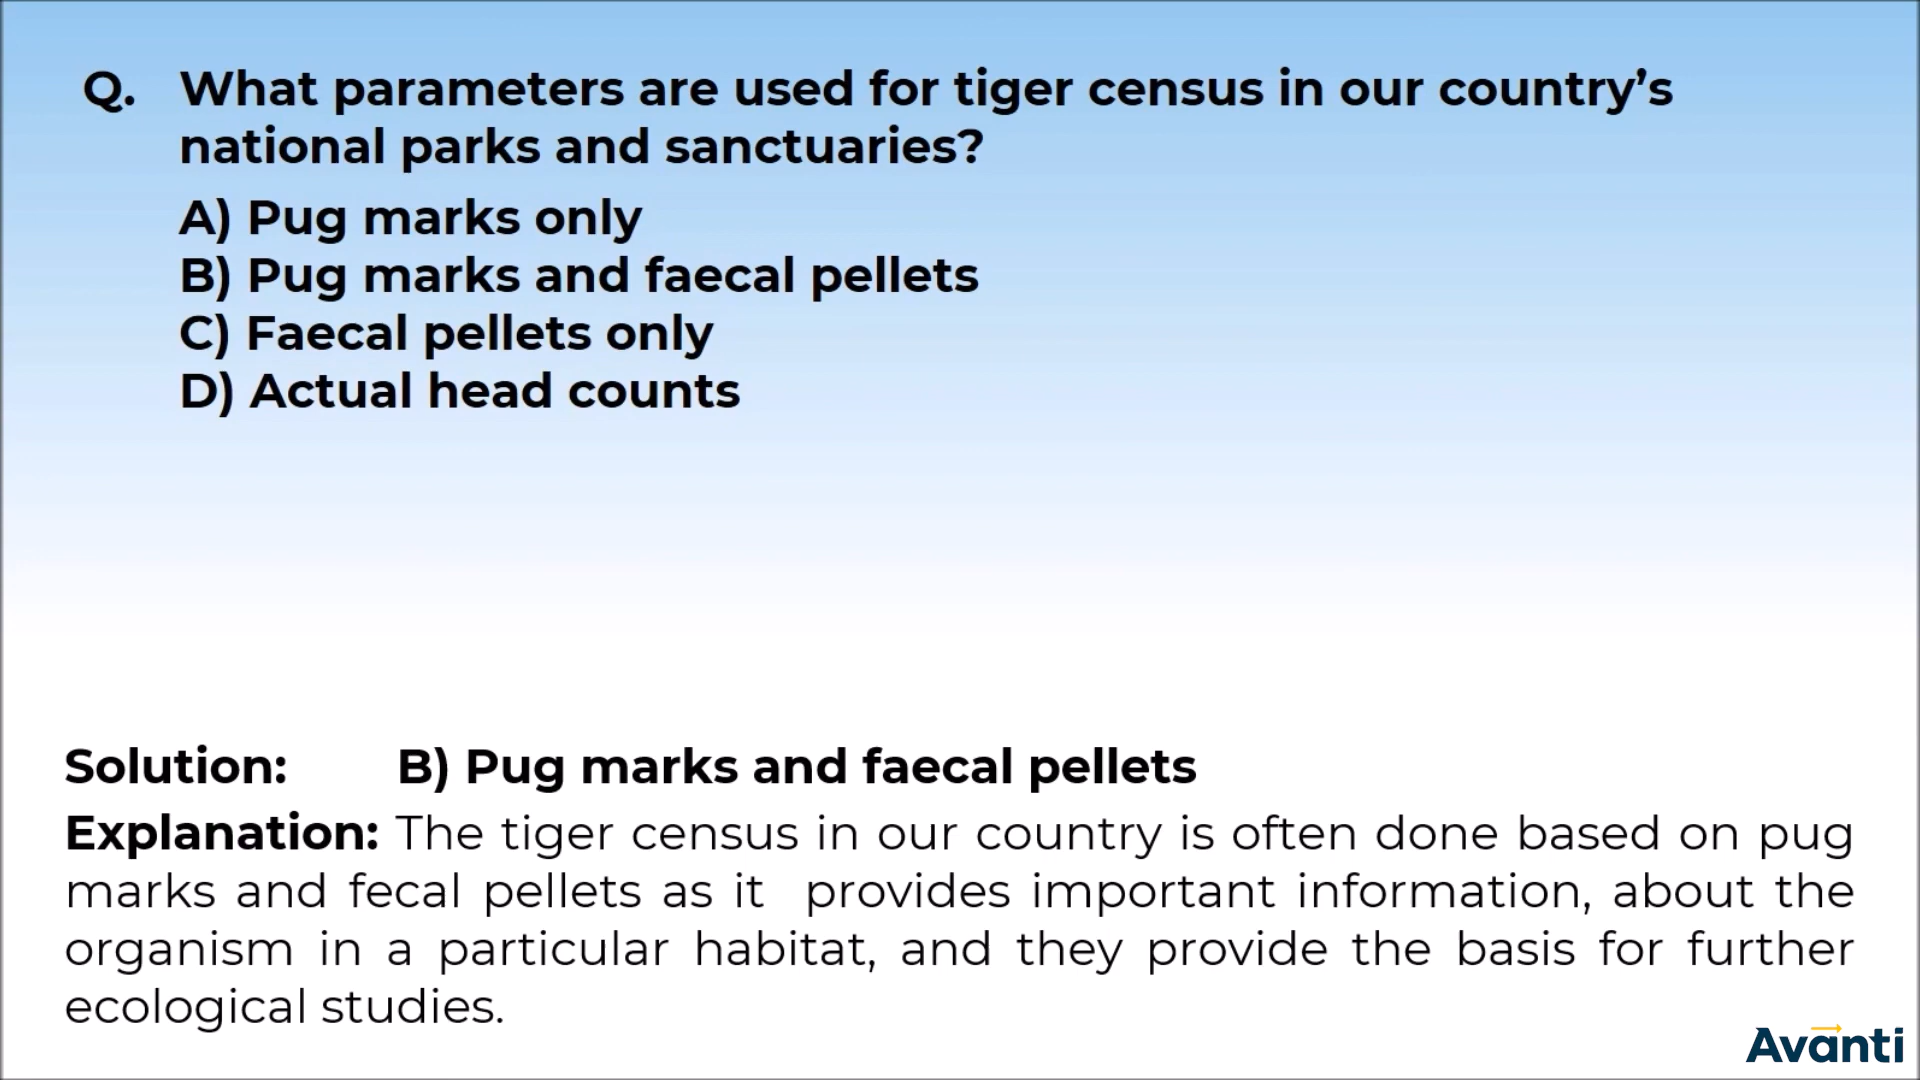 Q. What parameters are used for tiger census in our country’s
national parks and sanctuaries?
A) Pug marks only
B) Pug marks and faecal pellets
C) Faecal pellets only
D) Actual head counts
Solution: B) Pug marks and faecal pellets
Explanation: The tiger census in our country is often done based on pug
marks and fecal pellets as it provides important information, about the
organism in a particular habitat, and they provide the basis for further
ecological studies.
Avanti